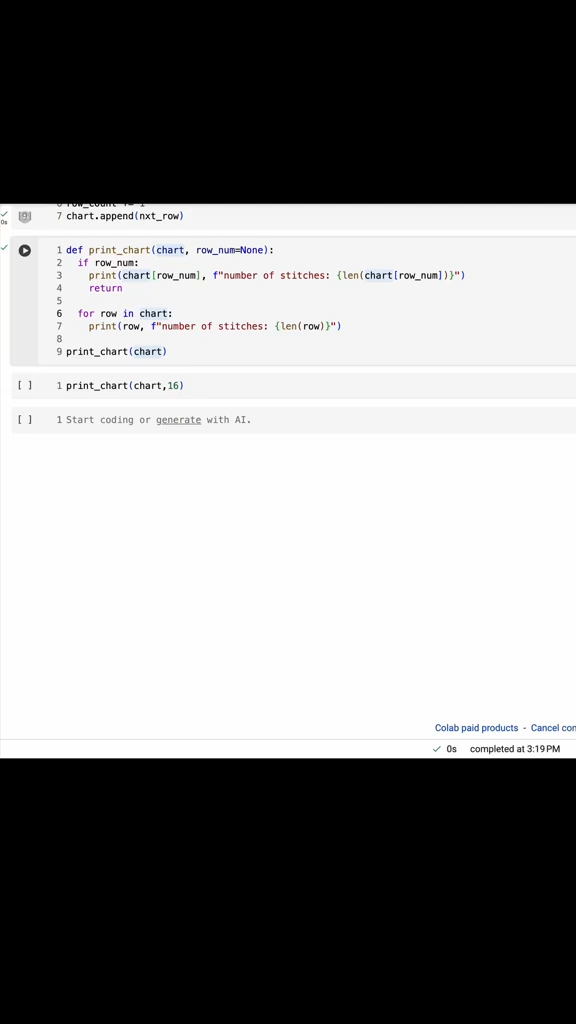 0s
7 chart.append(nxt_row)
1 def print_chart(chart, row_num=None):
2 if row_num:
3 print(chart[row_num], f"number of stitches: {len(chart[row_num])}")
4 return
5
6 for row in chart:
7 print(row, f"number of stitches: {len(row)}")
8
9 print_chart(chart)
[ ] 1 print_chart(chart,16)
[ ] 1 Start coding or generate with AI.
Colab paid products - Cancel con
0s completed at 3:19 PM